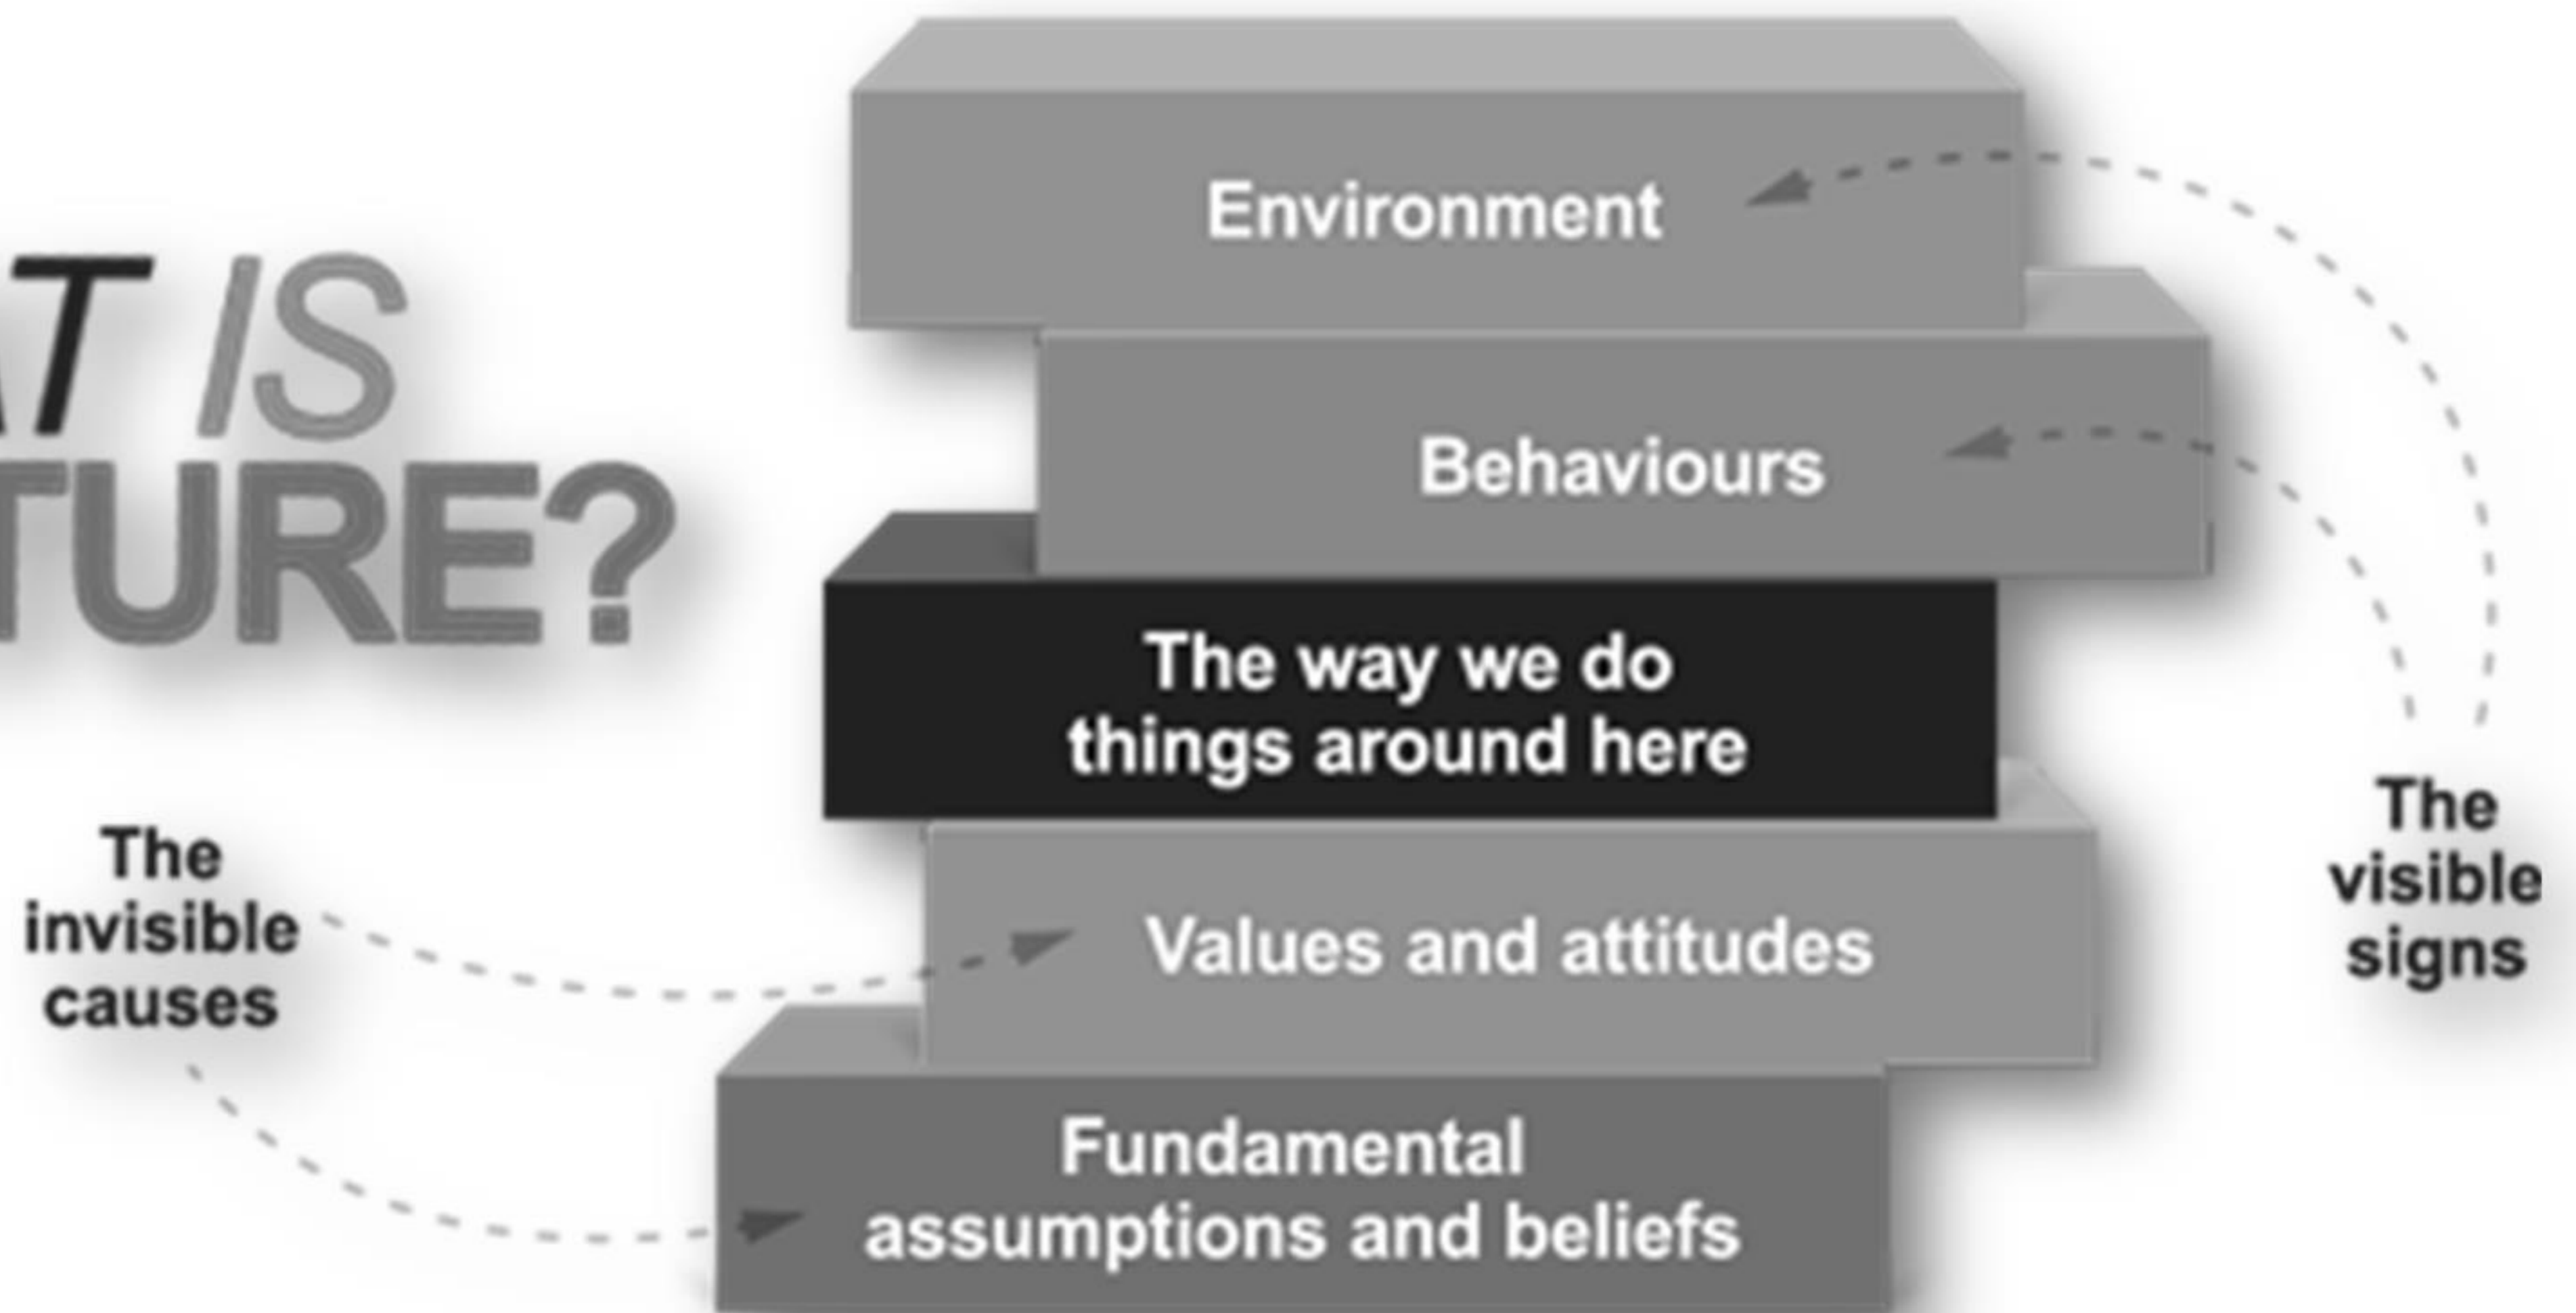 IS
TURE?
Environment
Behaviours
The way we do
things around here
The
invisible
causes
Values and attitudes
The
visible
signs
Fundamental
assumptions and beliefs